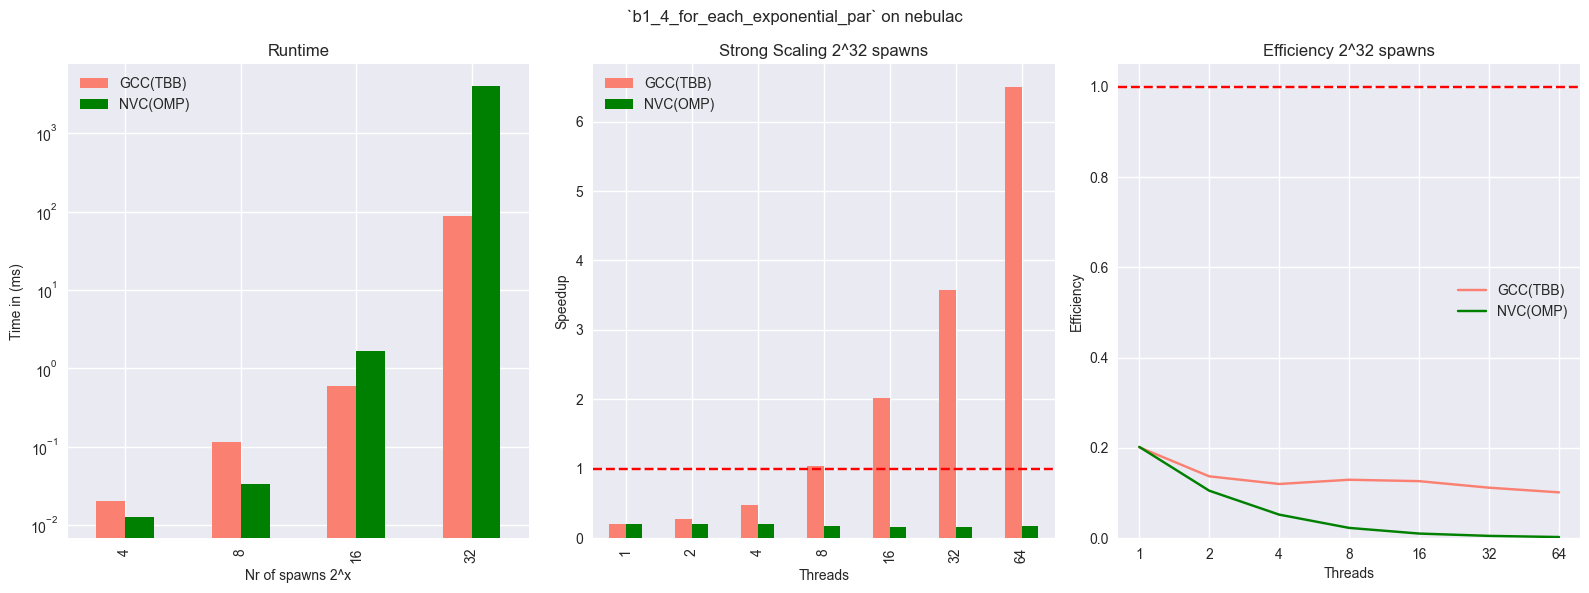 `b1_4_for_each_exponential_par` on nebulac
Runtime
GCC(TBB)
NVC(OMP)
Time in (ms)
10^3
10^2
10^1
10^0
10^−1
10^−2
4
8
16
32
Nr of spawns 2^x
Strong Scaling 2^32 spawns
GCC(TBB)
NVC(OMP)
Speedup
6
5
4
3
2
1
0
1
2
4
8
16
32
64
Threads
Efficiency 2^32 spawns
Efficiency
1.0
0.8
0.6
0.4
0.2
0.0
GCC(TBB)
NVC(OMP)
1
2
4
8
16
32
64
Threads